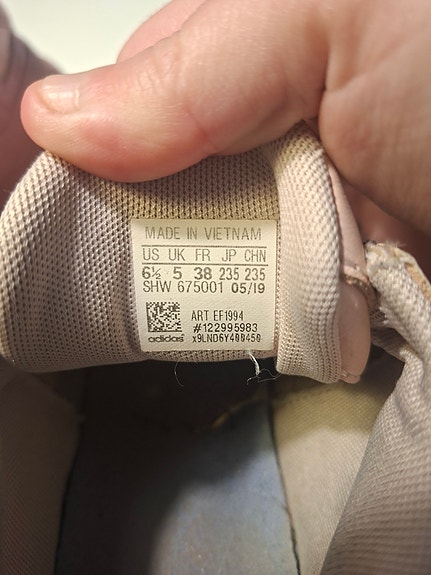 MADE IN VIETNAM
US UK FR JP CHN
6½ 5 38 235 235
SHW 675001 05/19
ART EF1994
#122995983
adidas x9LND6Y480450